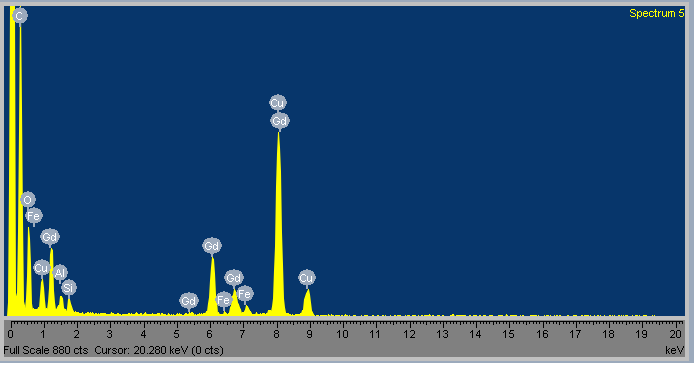 Spectrum 5
C
Cu
Gd
O
Fe
Gd
Gd
Cu
Al
Gd
Cu
Si
Fe
Gd
Fe
0 1 2 3 4 5 6 7 8 9 10 11 12 13 14 15 16 17 18 19 20
Full Scale 880 cts Cursor: 20.280 keV (0 cts) keV